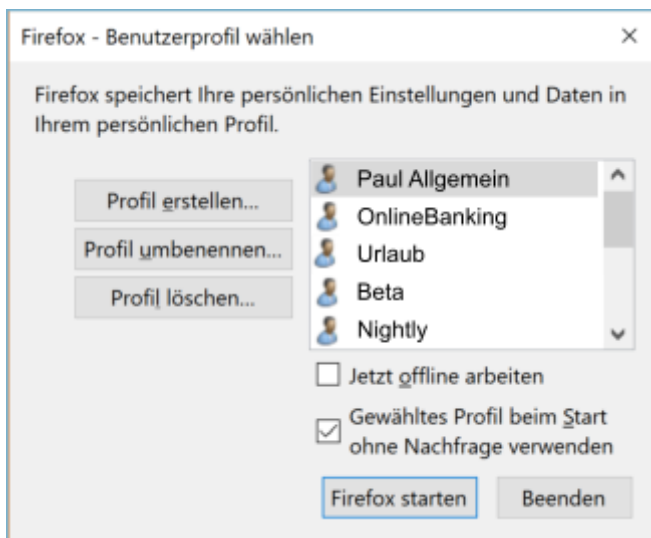 Firefox - Benutzerprofil wählen
Firefox speichert Ihre persönlichen Einstellungen und Daten in
Ihrem persönlichen Profil.
Profil erstellen...
Profil umbenennen...
Profil löschen...
Paul Allgemein
OnlineBanking
Urlaub
Beta
Nightly
Jetzt offline arbeiten
Gewähltes Profil beim Start
ohne Nachfrage verwenden
Firefox starten
Beenden